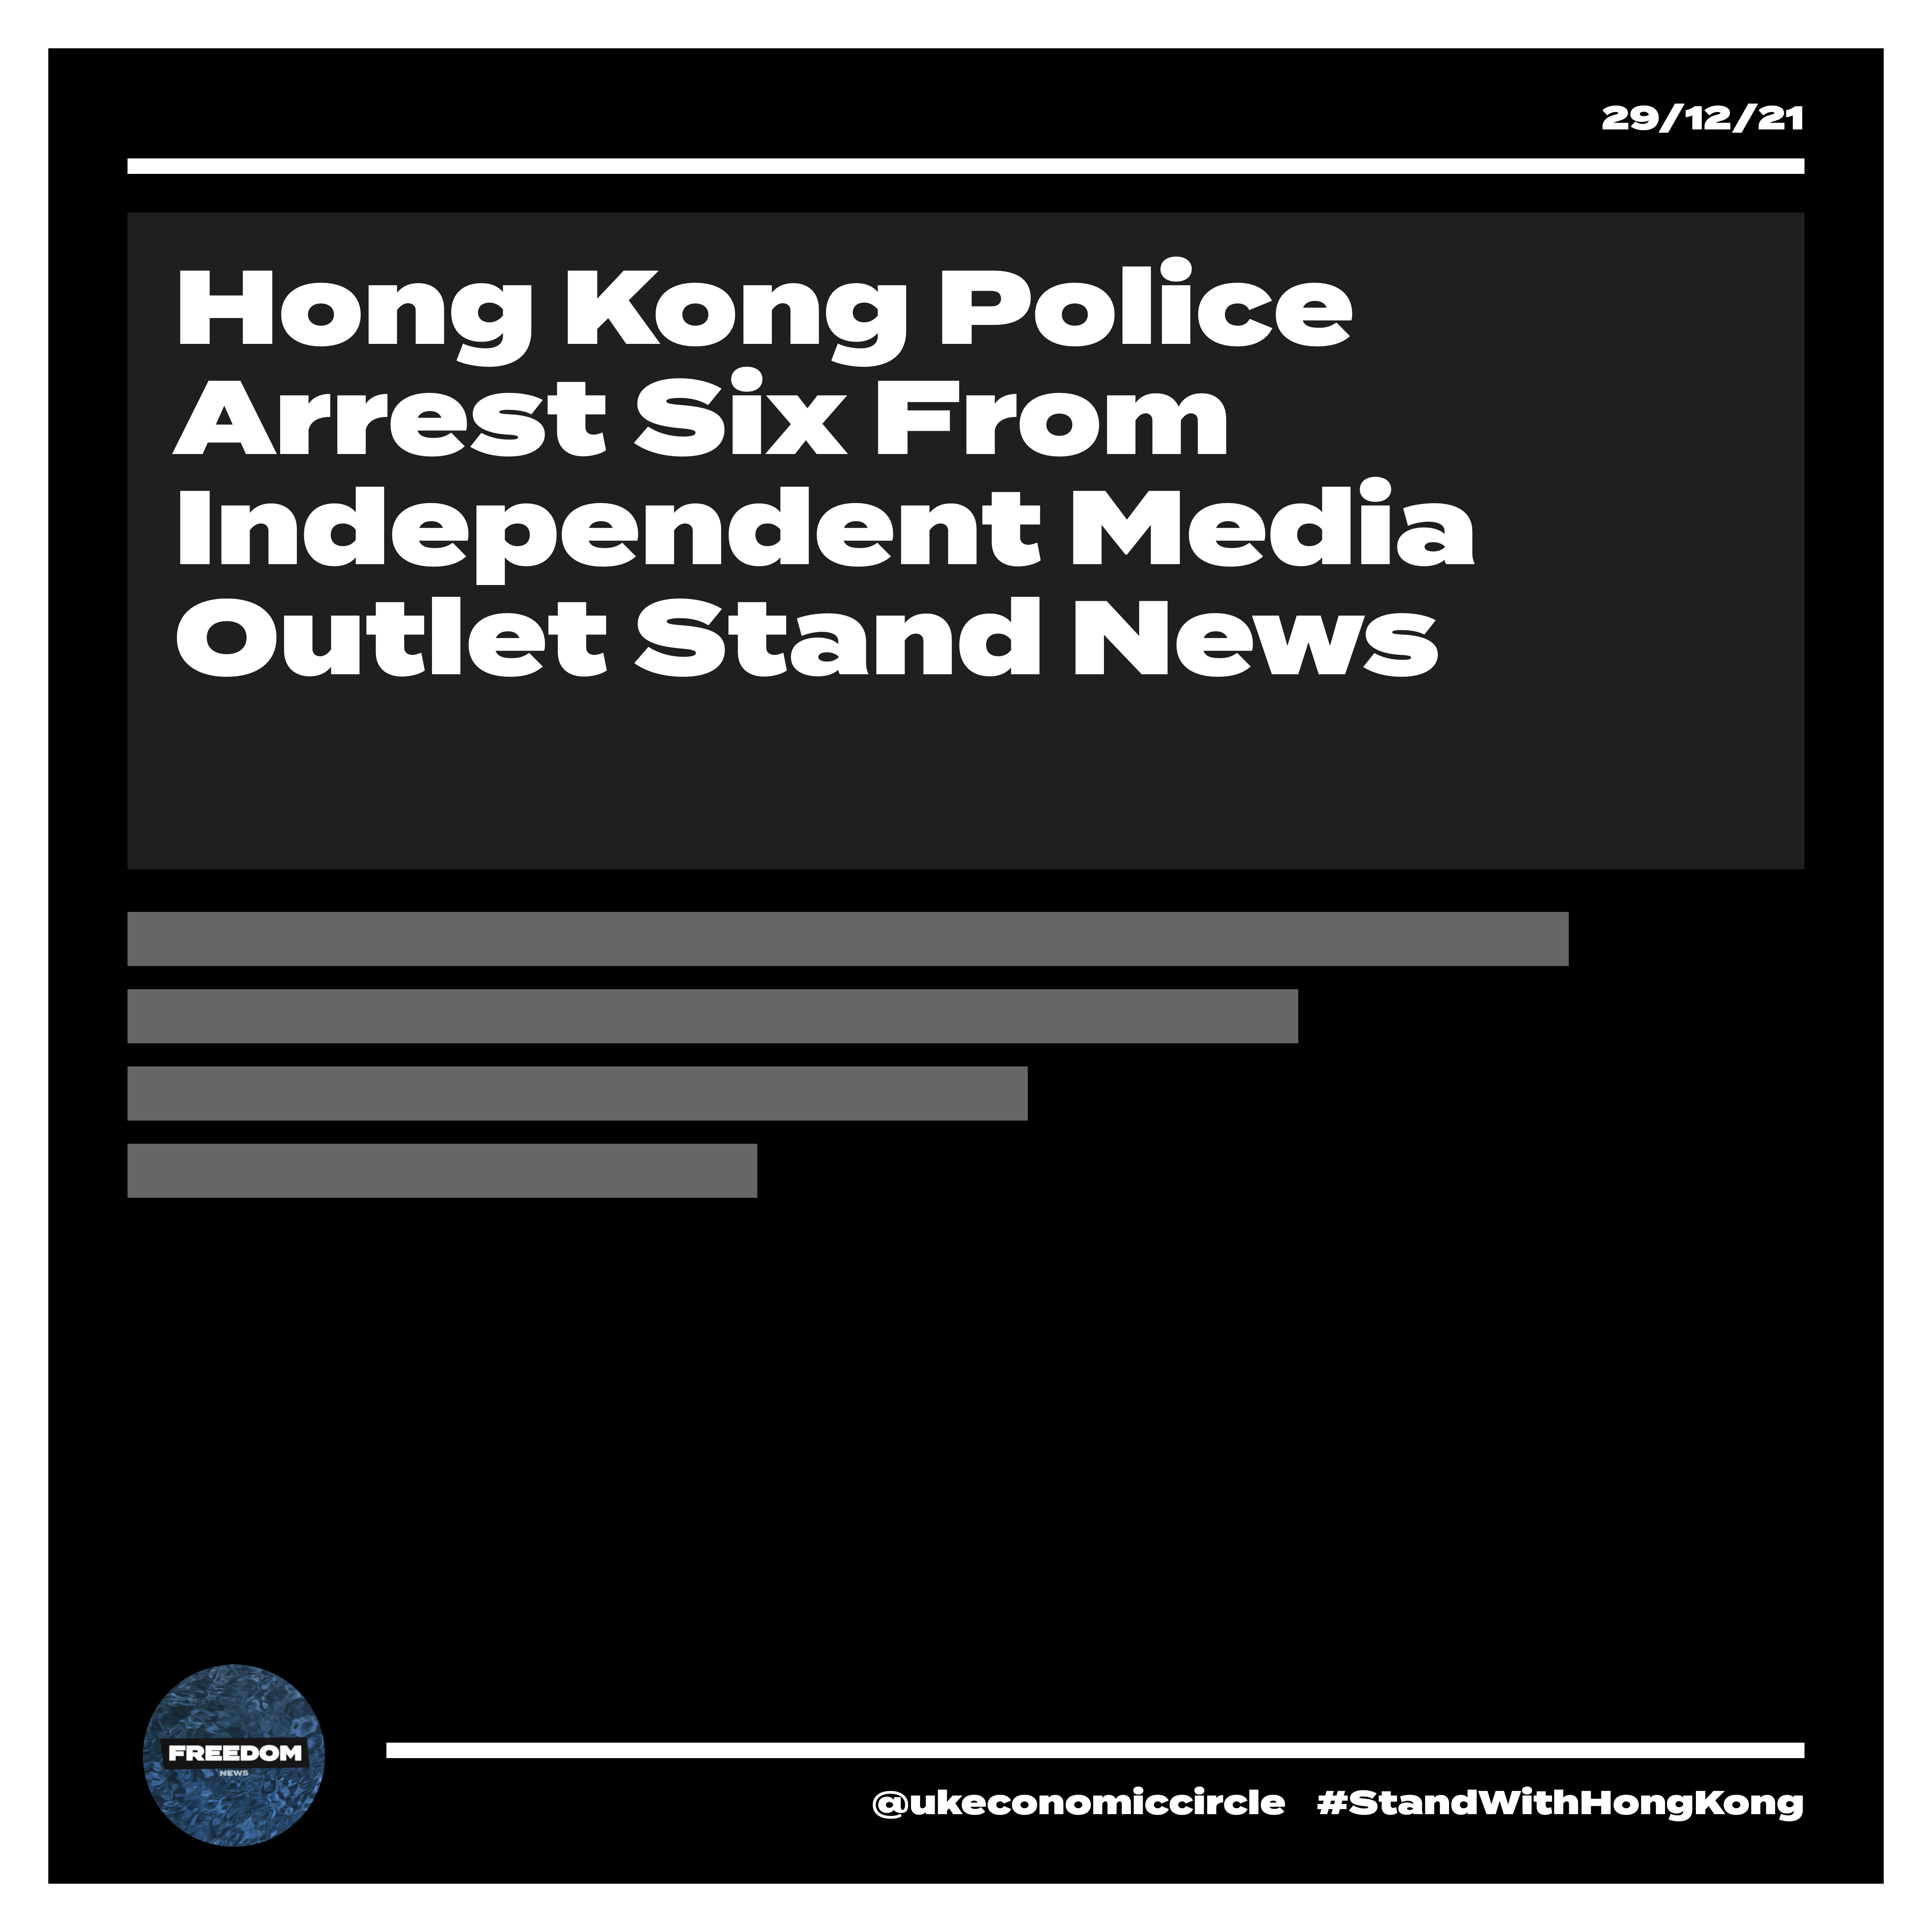 29/12/21
Hong Kong Police
Arrest Six From
Independent Media
Outlet Stand News
FREEDOM
NEWS
@ukeconomiccircle #StandWithHongKong